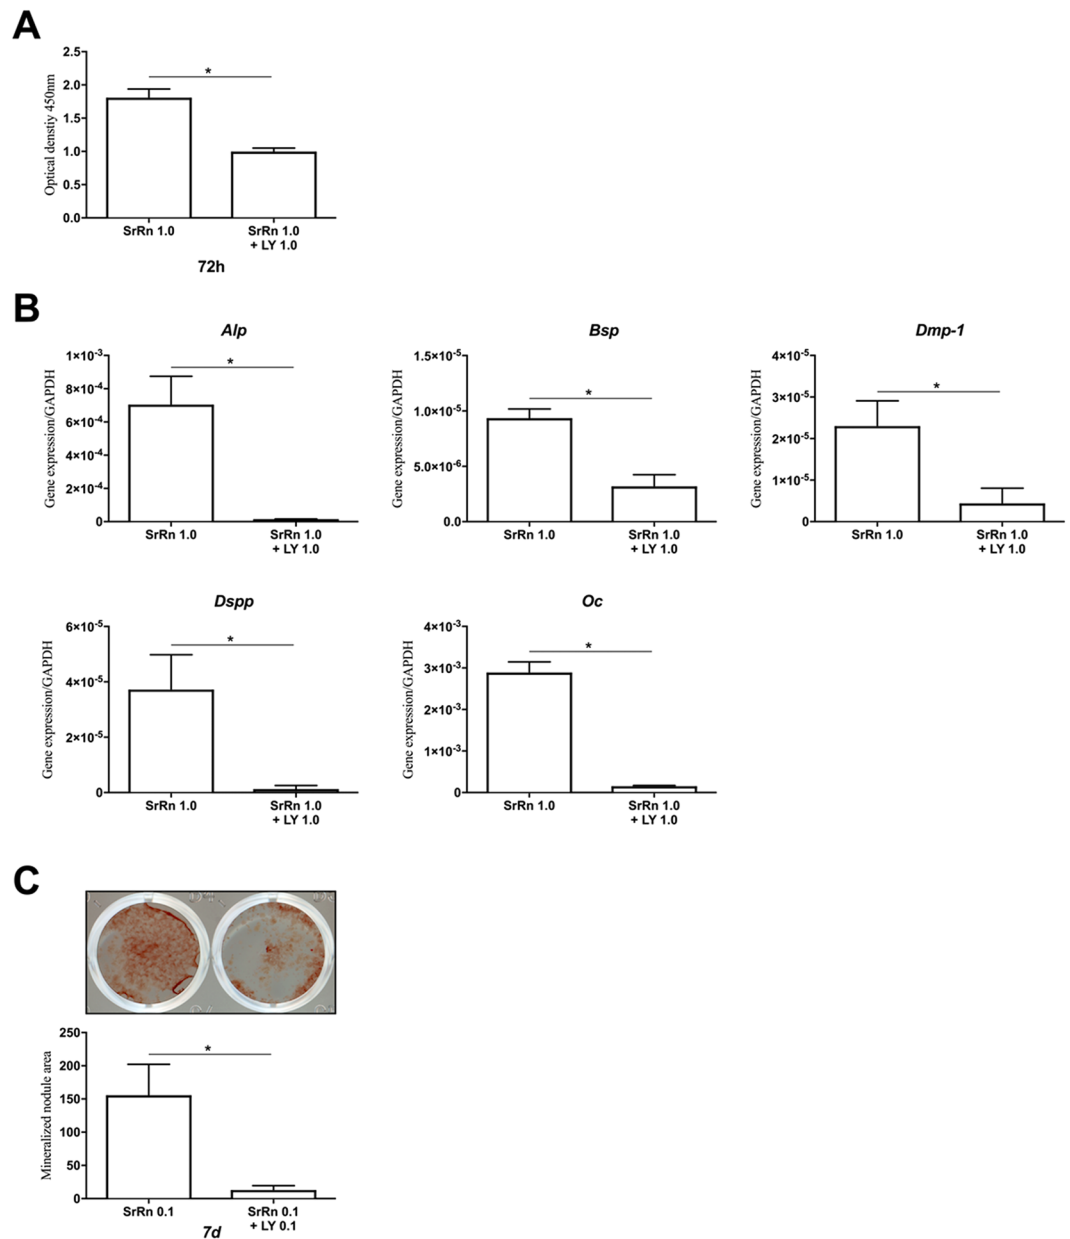 A
2.5
2.0
1.5
1.0
0.5
0.0
Optical denstiy 450nm
*
SrRn 1.0
SrRn 1.0
+ LY 1.0
72h
B
Alp
1×10-3
8×10-4
6×10-4
4×10-4
2×10-4
0
Gene expression/GAPDH
*
SrRn 1.0
SrRn 1.0
+ LY 1.0
Bsp
1.5×10-5
1.0×10-5
5.0×10-6
0.0
Gene expression/GAPDH
*
SrRn 1.0
SrRn 1.0
+ LY 1.0
Dmp-1
4×10-5
3×10-5
2×10-5
1×10-5
0
Gene expression/GAPDH
*
SrRn 1.0
SrRn 1.0
+ LY 1.0
Dspp
6×10-5
4×10-5
2×10-5
0
Gene expression/GAPDH
*
SrRn 1.0
SrRn 1.0
+ LY 1.0
Oc
4×10-3
3×10-3
2×10-3
1×10-3
0
Gene expression/GAPDH
*
SrRn 1.0
SrRn 1.0
+ LY 1.0
C
250
200
150
100
50
0
Mineralized nodule area
*
SrRn 0.1
SrRn 0.1
+ LY 0.1
7d